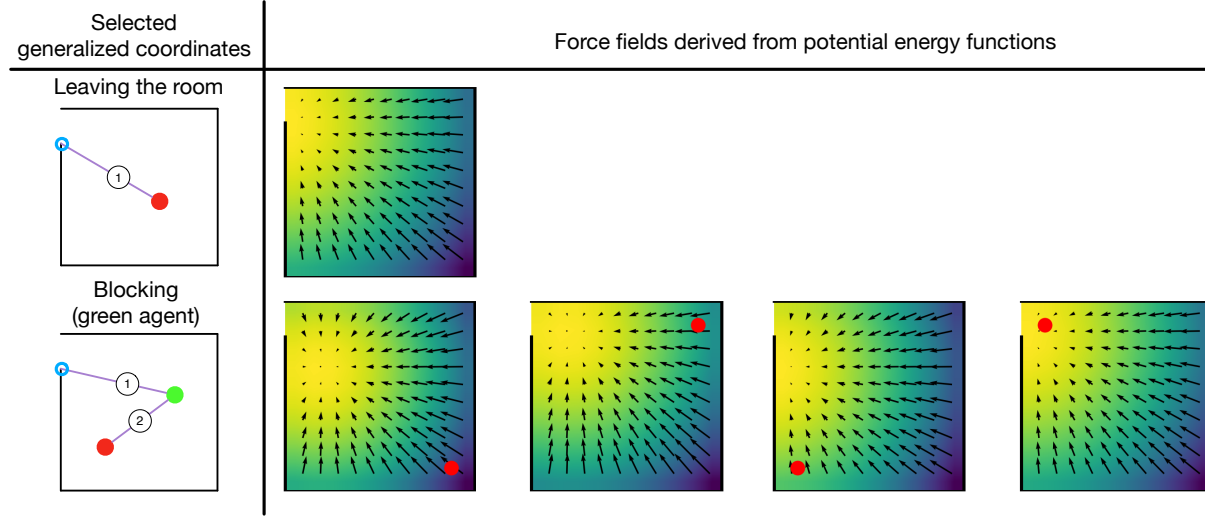 Selected
generalized coordinates
Force fields derived from potential energy functions
Leaving the room
1
Blocking
(green agent)
1
2